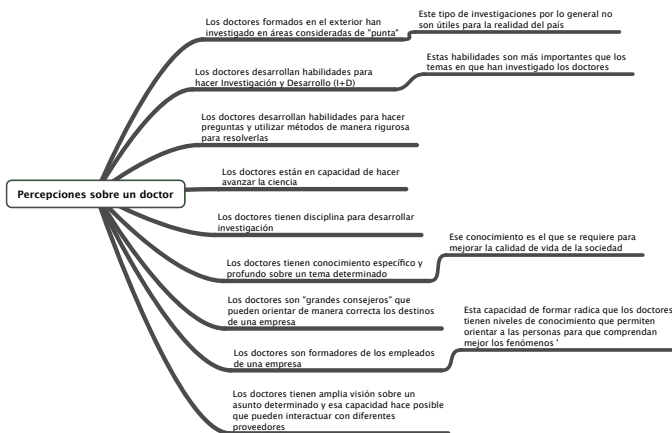 Los doctores formados en el exterior han
investigado en áreas consideradas de "punta"
Este tipo de investigaciones por lo general no
son útiles para la realidad del país
Los doctores desarrollan habilidades para
hacer Investigación y Desarrollo (I+D)
Estas habilidades son más importantes que los
temas en que han investigado los doctores
Los doctores desarrollan habilidades para hacer
preguntas y utilizar métodos de manera rigurosa
para resolverlas
Los doctores están en capacidad de hacer
avanzar la ciencia
Percepciones sobre un doctor
Los doctores tienen disciplina para desarrollar
investigación
Los doctores tienen conocimiento específico y
profundo sobre un tema determinado
Ese conocimiento es el que se requiere para
mejorar la calidad de vida de la sociedad
Los doctores son "grandes consejeros" que
pueden orientar de manera correcta los destinos
de una empresa
Los doctores son formadores de los empleados
de una empresa
Esta capacidad de formar radica que los doctores
tienen niveles de conocimiento que permiten
orientar a las personas para que comprendan
mejor los fenómenos '
Los doctores tienen amplia visión sobre un
asunto determinado y esa capacidad hace posible
que pueden interactuar con diferentes
proveedores